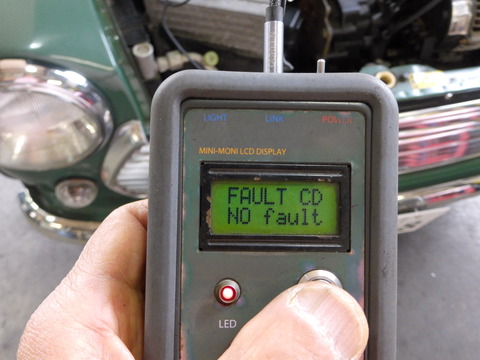 LIGHT LINK POWER
MINI-MONI LCD DISPLAY
FAULT CD
NO fault
LED